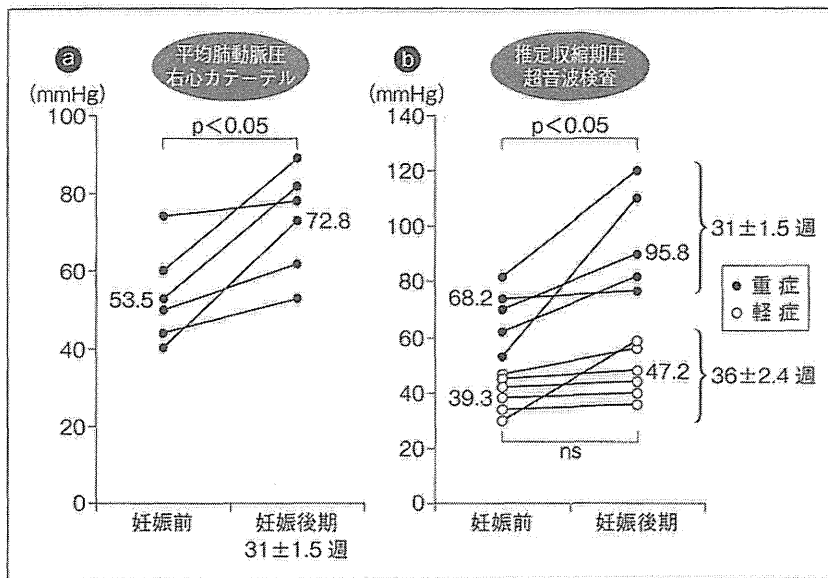 a
平均肺動脈圧
右心カテーテル
(mmHg)
100
80
60
40
20
0
p<0.05
53.5
72.8
妊娠前
妊娠後期
31±1.5 週
b
推定収縮期圧
超音波検査
(mmHg)
140
120
100
80
60
40
20
0
p<0.05
68.2
95.8
39.3
47.2
ns
31±1.5 週
重症
軽症
36±2.4 週
妊娠前
妊娠後期